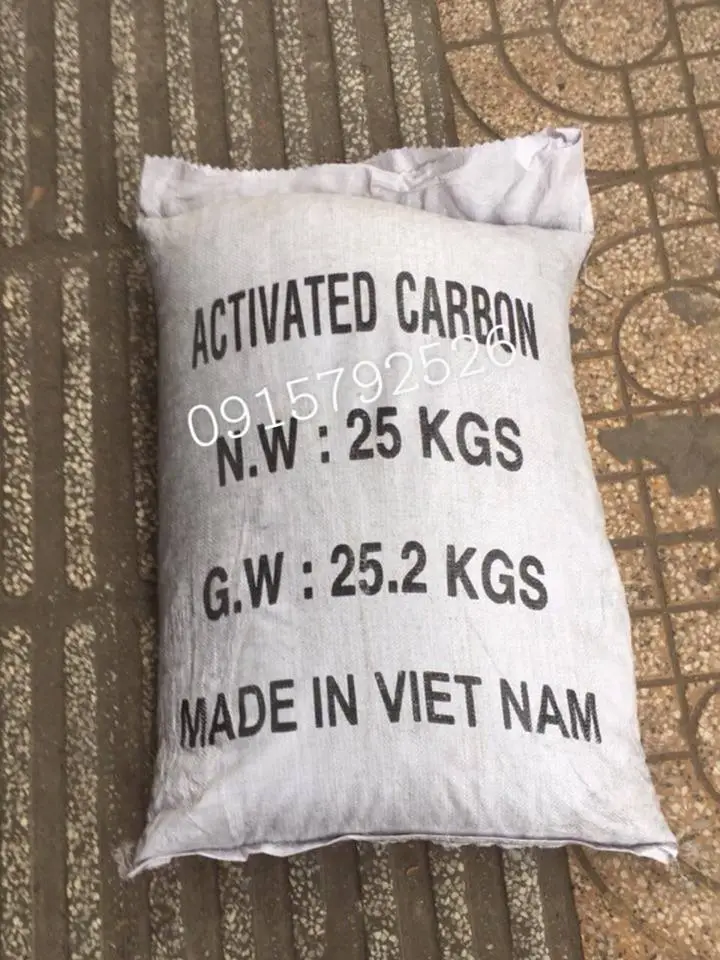 ACTIVATED CARBON
0915792526
N.W : 25 KGS
G.W : 25.2 KGS
MADE IN VIET NAM